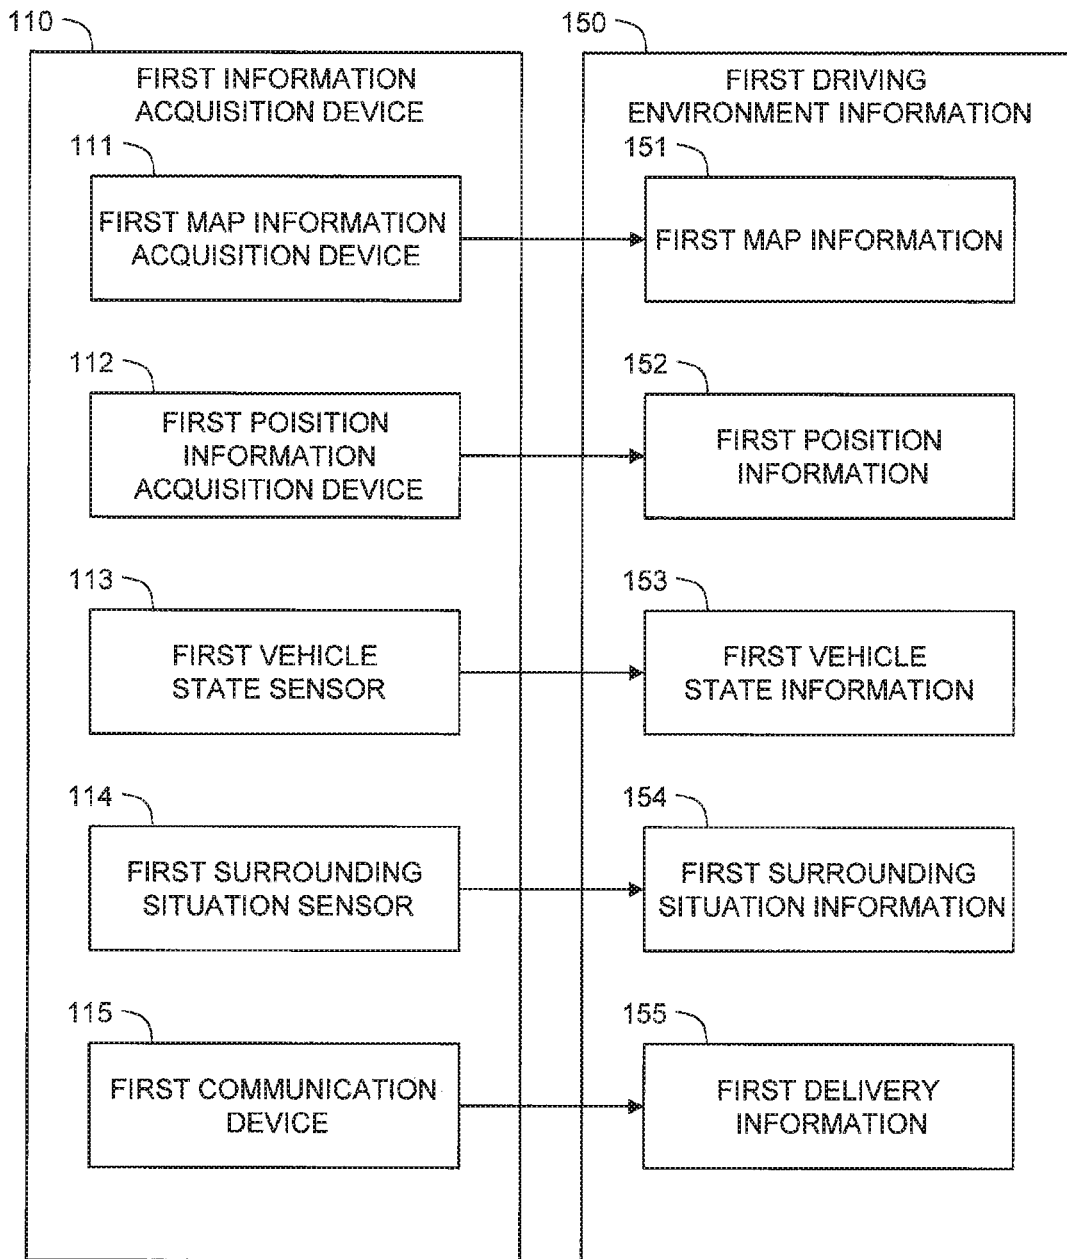 110
FIRST INFORMATION
ACQUISITION DEVICE
111
FIRST MAP INFORMATION
ACQUISITION DEVICE
112
FIRST POISITION
INFORMATION
ACQUISITION DEVICE
113
FIRST VEHICLE
STATE SENSOR
114
FIRST SURROUNDING
SITUATION SENSOR
115
FIRST COMMUNICATION
DEVICE
150
FIRST DRIVING
ENVIRONMENT INFORMATION
151
FIRST MAP INFORMATION
152
FIRST POISITION
INFORMATION
153
FIRST VEHICLE
STATE INFORMATION
154
FIRST SURROUNDING
SITUATION INFORMATION
155
FIRST DELIVERY
INFORMATION